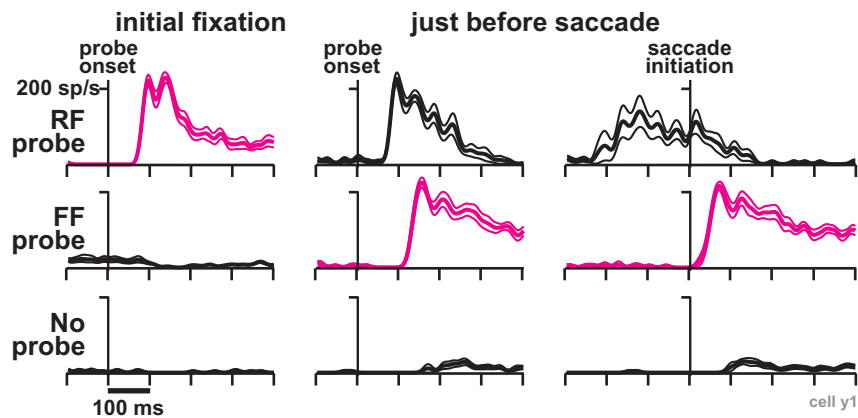 initial fixation
just before saccade
probe
onset
probe
onset
saccade
initiation
200 sp/s
RF
probe
FF
probe
No
probe
100 ms
cell y1